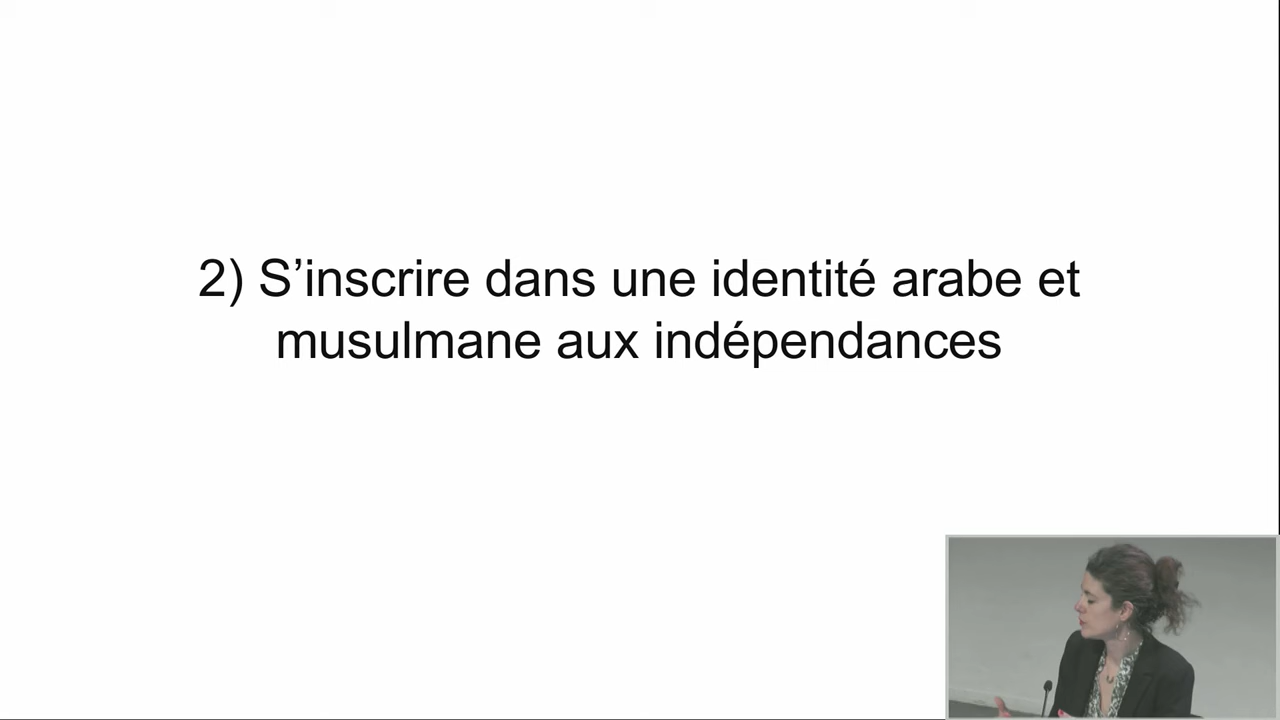 2) S’inscrire dans une identité arabe et
musulmane aux indépendances